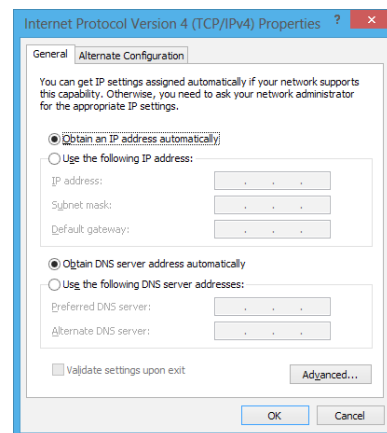 Internet Protocol Version 4 (TCP/IPv4) Properties ? ×
General Alternate Configuration
You can get IP settings assigned automatically if your network supports
this capability. Otherwise, you need to ask your network administrator
for the appropriate IP settings.
Obtain an IP address automatically
Use the following IP address:
IP address: . . .
Subnet mask: . . .
Default gateway: . . .
Obtain DNS server address automatically
Use the following DNS server addresses:
Preferred DNS server: . . .
Alternate DNS server: . . .
Validate settings upon exit
Advanced...
OK Cancel